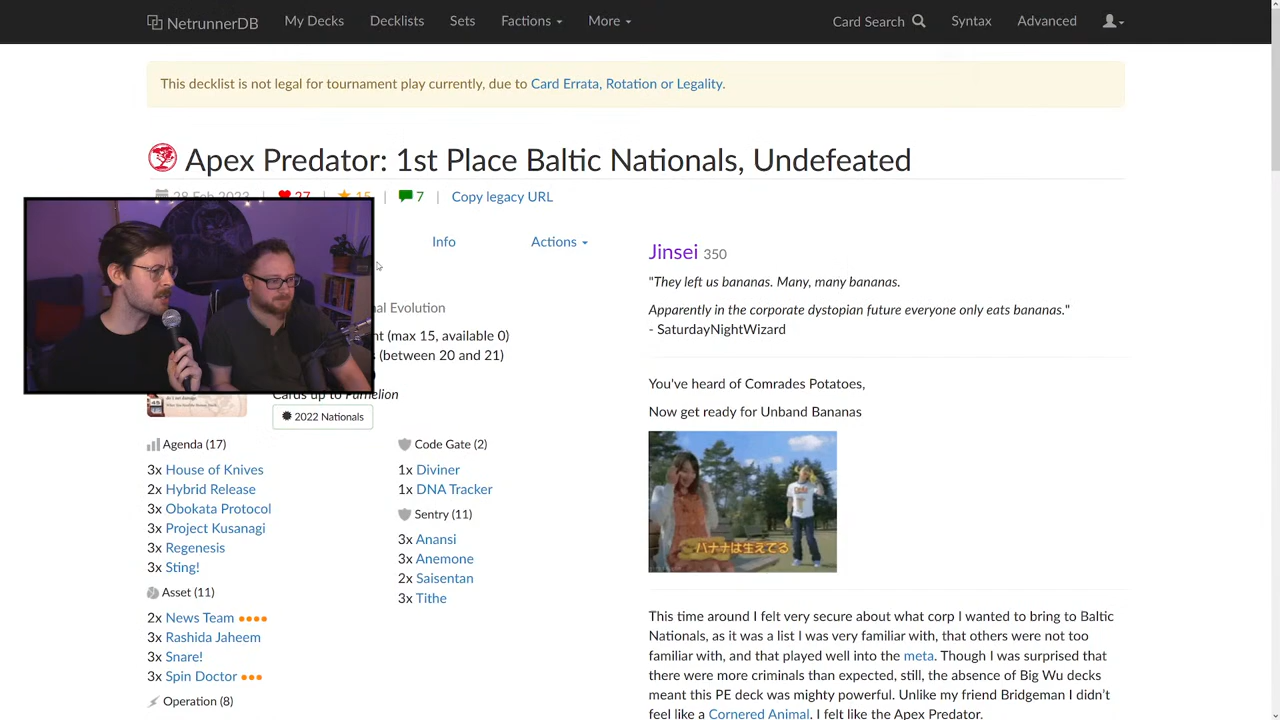 NetrunnerDB My Decks Decklists Sets Factions More Card Search Syntax Advanced
This decklist is not legal for tournament play currently, due to Card Errata, Rotation or Legality.
Apex Predator: 1st Place Baltic Nationals, Undefeated
28 Feb 2023 | 27 | 15 | 7 | Copy legacy URL
Info Actions
nal Evolution
nt (max 15, available 0)
s (between 20 and 21)
Cards up to Parhelion
2022 Nationals
Agenda (17)
3x House of Knives
2x Hybrid Release
3x Obokata Protocol
3x Project Kusanagi
3x Regenesis
3x Sting!
Asset (11)
2x News Team
3x Rashida Jaheem
3x Snare!
3x Spin Doctor
Operation (8)
Code Gate (2)
1x Diviner
1x DNA Tracker
Sentry (11)
3x Anansi
3x Anemone
2x Saisentan
3x Tithe
Jinsei 350
"They left us bananas. Many, many bananas.
Apparently in the corporate dystopian future everyone only eats bananas."
- SaturdayNightWizard
You've heard of Comrades Potatoes,
Now get ready for Unband Bananas
バナナは生えてる
This time around I felt very secure about what corp I wanted to bring to Baltic
Nationals, as it was a list I was very familiar with, that others were not too
familiar with, and that played well into the meta. Though I was surprised that
there were more criminals than expected, still, the absence of Big Wu decks
meant this PE deck was mighty powerful. Unlike my friend Bridgeman I didn't
feel like a Cornered Animal. I felt like the Apex Predator.